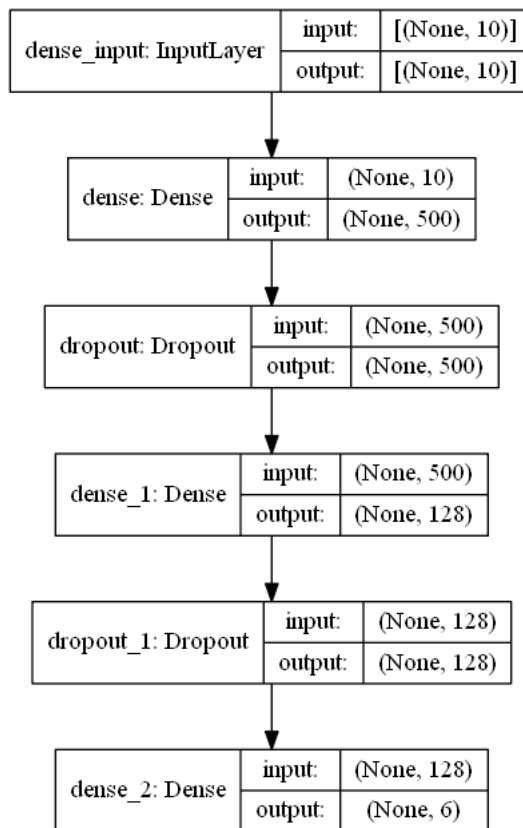 dense_input: InputLayer
input: [(None, 10)]
output: [(None, 10)]
dense: Dense
input: (None, 10)
output: (None, 500)
dropout: Dropout
input: (None, 500)
output: (None, 500)
dense_1: Dense
input: (None, 500)
output: (None, 128)
dropout_1: Dropout
input: (None, 128)
output: (None, 128)
dense_2: Dense
input: (None, 128)
output: (None, 6)